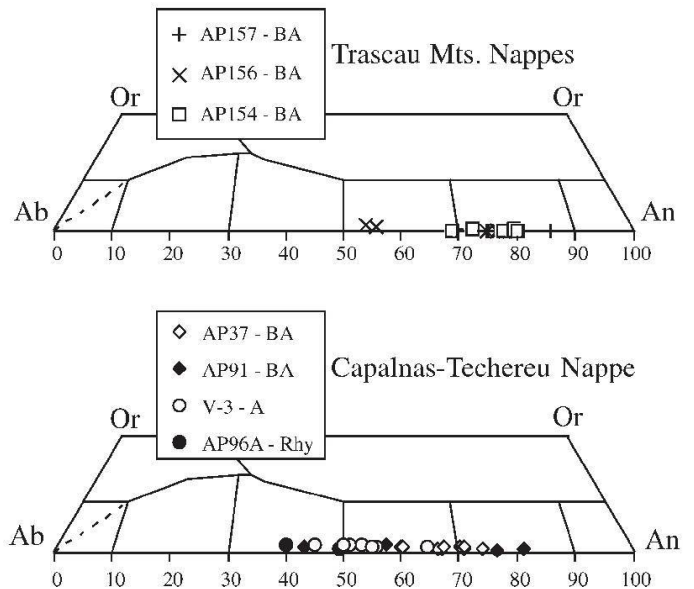 AP157 - BA
AP156 - BA
AP154 - BA
Trascau Mts. Nappes
Or Or
Ab An
0 10 20 30 40 50 60 70 80 90 100
AP37 - BA
AP91 - BA
V-3 - A
AP96A - Rhy
Capalnas-Techereu Nappe
Or Or
Ab An
0 10 20 30 40 50 60 70 80 90 100